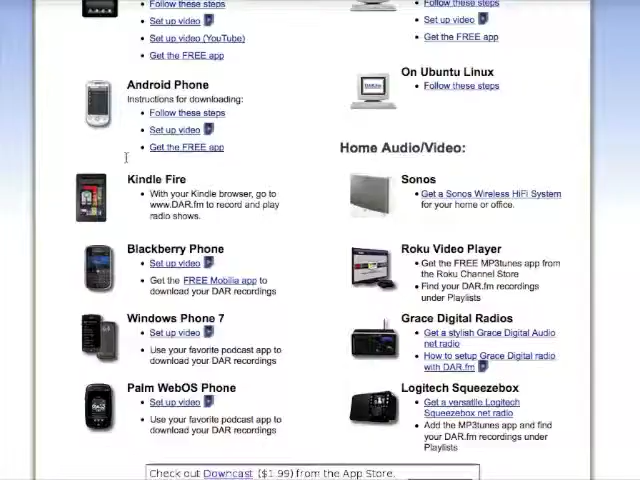 Follow these steps
Set up video
Set up video (YouTube)
Get the FREE app
Android Phone
Instructions for downloading:
Follow these steps
Set up video
Get the FREE app
Kindle Fire
With your Kindle browser, go to
www.DAR.fm to record and play
radio shows.
Blackberry Phone
Set up video
Get the FREE Mobilia app to
download your DAR recordings
Windows Phone 7
Set up video
Use your favorite podcast app to
download your DAR recordings
Palm WebOS Phone
Set up video
Use your favorite podcast app to
download your DAR recordings
Follow these steps
Set up video
Get the FREE app
On Ubuntu Linux
Follow these steps
Home Audio/Video:
Sonos
Get a Sonos Wireless HiFi System
for your home or office.
Roku Video Player
Get the FREE MP3tunes app from
the Roku Channel Store
Find your DAR.fm recordings
under Playlists
Grace Digital Radios
Get a stylish Grace Digital Audio
net radio
How to setup Grace Digital radio
with DAR.fm
Logitech Squeezebox
Get a versatile Logitech
Squeezebox net radio
Add the MP3tunes app and find
your DAR.fm recordings under
Playlists
Check out Downcast ($1.99) from the App Store.